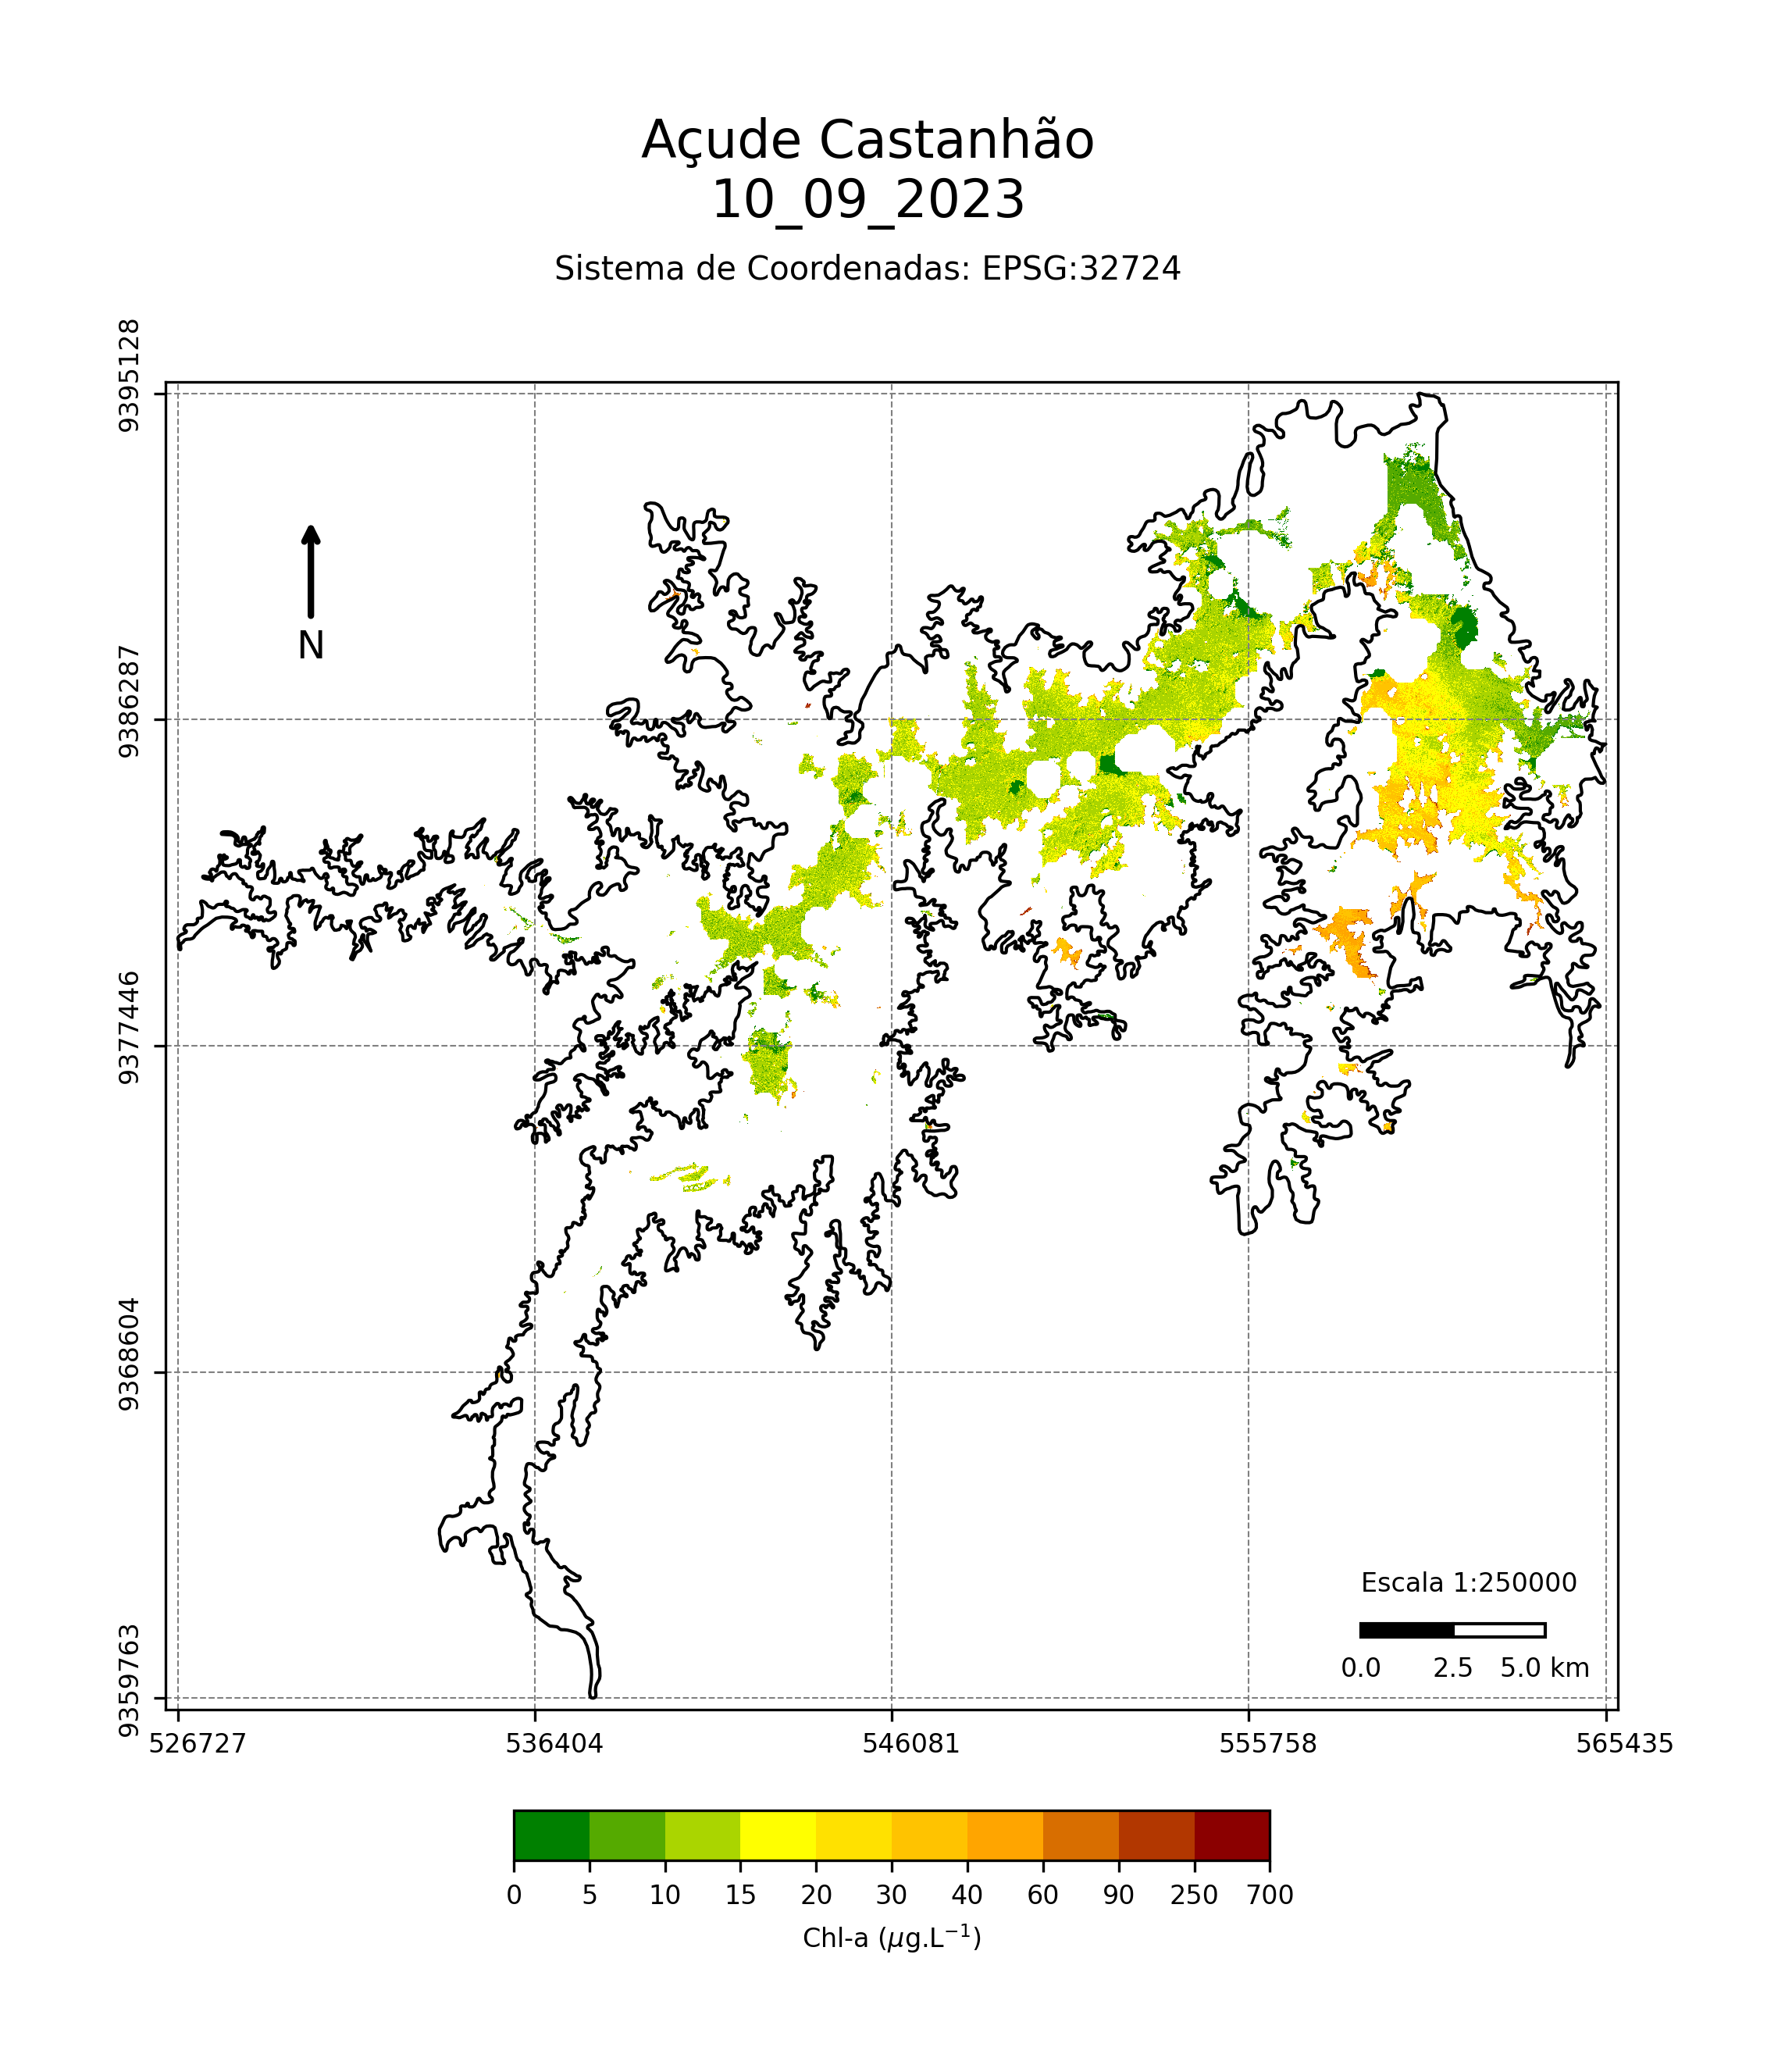 Açude Castanhão
10_09_2023
Sistema de Coordenadas: EPSG:32724
9395128
9386287
9377446
9368604
9359763
N
Escala 1:250000
0.0 2.5 5.0 km
526727 536404 546081 555758 565435
0 5 10 15 20 30 40 60 90 250 700
Chl-a (μg.L⁻¹)